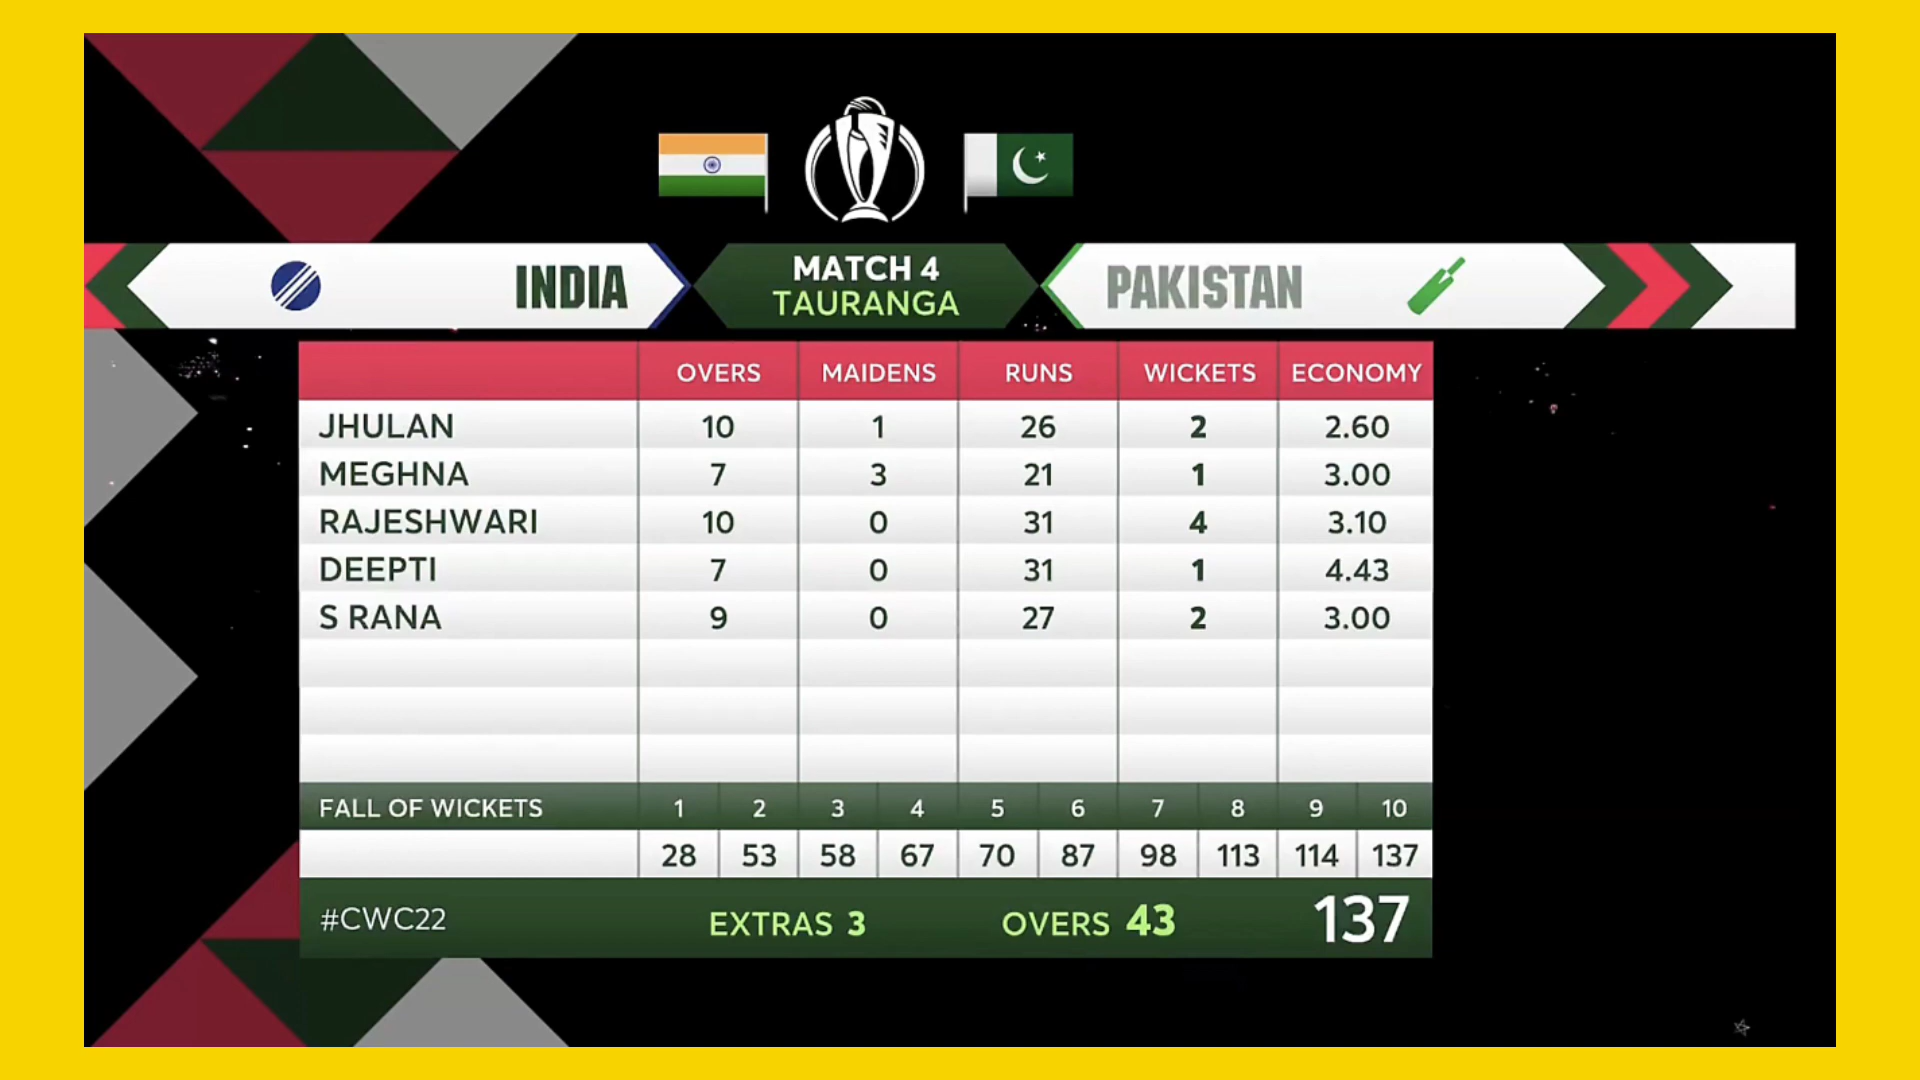 INDIA MATCH 4 PAKISTAN
TAURANGA
OVERS MAIDENS RUNS WICKETS ECONOMY
JHULAN 10 1 26 2 2.60
MEGHNA 7 3 21 1 3.00
RAJESHWARI 10 0 31 4 3.10
DEEPTI 7 0 31 1 4.43
S RANA 9 0 27 2 3.00
FALL OF WICKETS 1 2 3 4 5 6 7 8 9 10
28 53 58 67 70 87 98 113 114 137
#CWC22 EXTRAS 3 OVERS 43 137